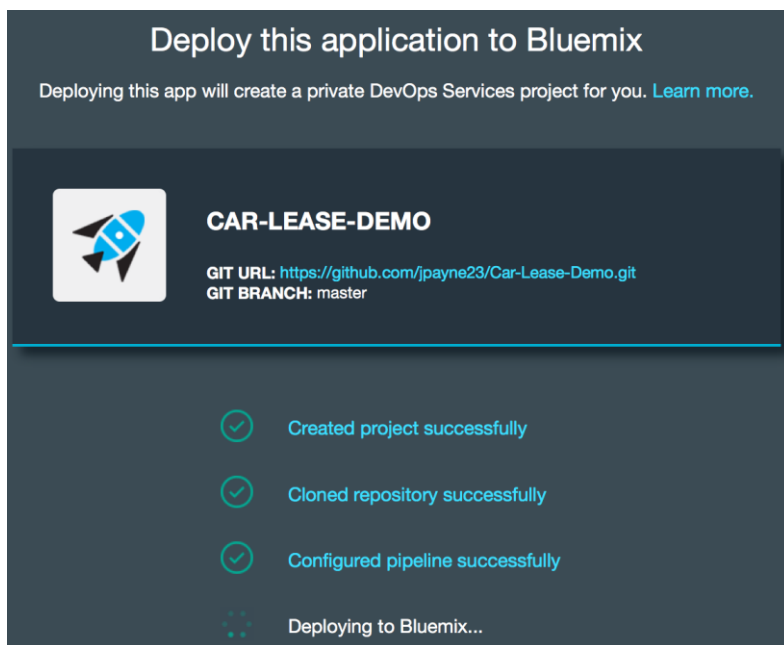 Deploy this application to Bluemix
Deploying this app will create a private DevOps Services project for you. Learn more.
CAR-LEASE-DEMO
GIT URL: https://github.com/jpayne23/Car-Lease-Demo.git
GIT BRANCH: master
Created project successfully
Cloned repository successfully
Configured pipeline successfully
Deploying to Bluemix...